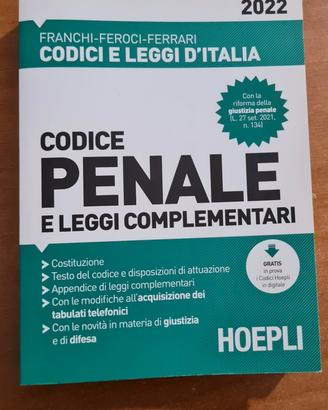 2022
FRANCHI-FEROCI-FERRARI
CODICI E LEGGI D'ITALIA
Con la
riforma della
giustizia penale
(L. 27 set. 2021,
n. 134)
CODICE
PENALE
E LEGGI COMPLEMENTARI
Costituzione
Testo del codice e disposizioni di attuazione
Appendice di leggi complementari
Con le modifiche all'acquisizione dei
tabulati telefonici
Con le novità in materia di giustizia
e di difesa
GRATIS
in prova
i Codici Hoepli
in digitale
HOEPLI